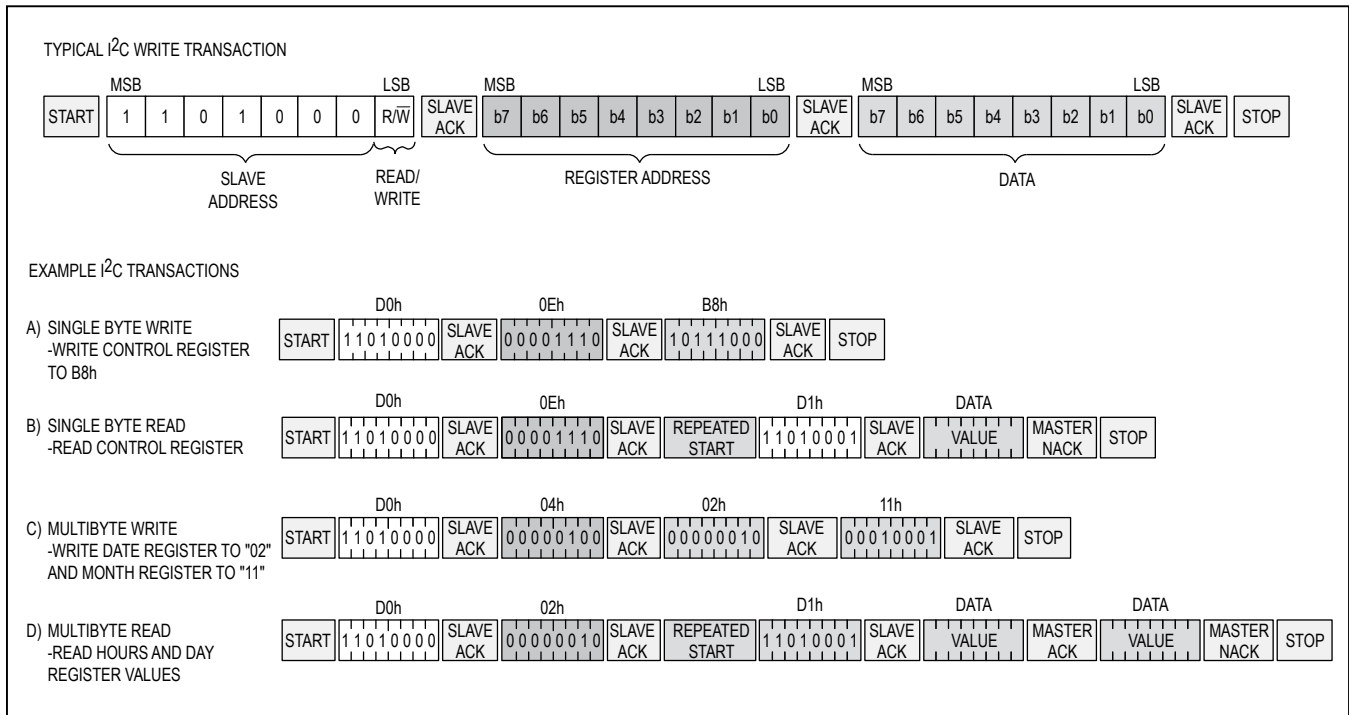 TYPICAL I2C WRITE TRANSACTION
MSB LSB MSB LSB MSB LSB
START 1 1 0 1 0 0 0 R/W̅ SLAVE ACK b7 b6 b5 b4 b3 b2 b1 b0 SLAVE ACK b7 b6 b5 b4 b3 b2 b1 b0 SLAVE ACK STOP
SLAVE ADDRESS READ/WRITE REGISTER ADDRESS DATA
EXAMPLE I2C TRANSACTIONS
D0h 0Eh B8h
A) SINGLE BYTE WRITE
-WRITE CONTROL REGISTER
TO B8h
START 11010000 SLAVE ACK 00001110 SLAVE ACK 10111000 SLAVE ACK STOP
D0h 0Eh D1h DATA
B) SINGLE BYTE READ
-READ CONTROL REGISTER
START 11010000 SLAVE ACK 00001110 SLAVE ACK REPEATED START 11010001 SLAVE ACK VALUE MASTER NACK STOP
D0h 04h 02h 11h
C) MULTIBYTE WRITE
-WRITE DATE REGISTER TO "02"
AND MONTH REGISTER TO "11"
START 11010000 SLAVE ACK 00000100 SLAVE ACK 00000010 SLAVE ACK 00010001 SLAVE ACK STOP
D0h 02h D1h DATA DATA
D) MULTIBYTE READ
-READ HOURS AND DAY
REGISTER VALUES
START 11010000 SLAVE ACK 00000010 SLAVE ACK REPEATED START 11010001 SLAVE ACK VALUE MASTER ACK VALUE MASTER NACK STOP